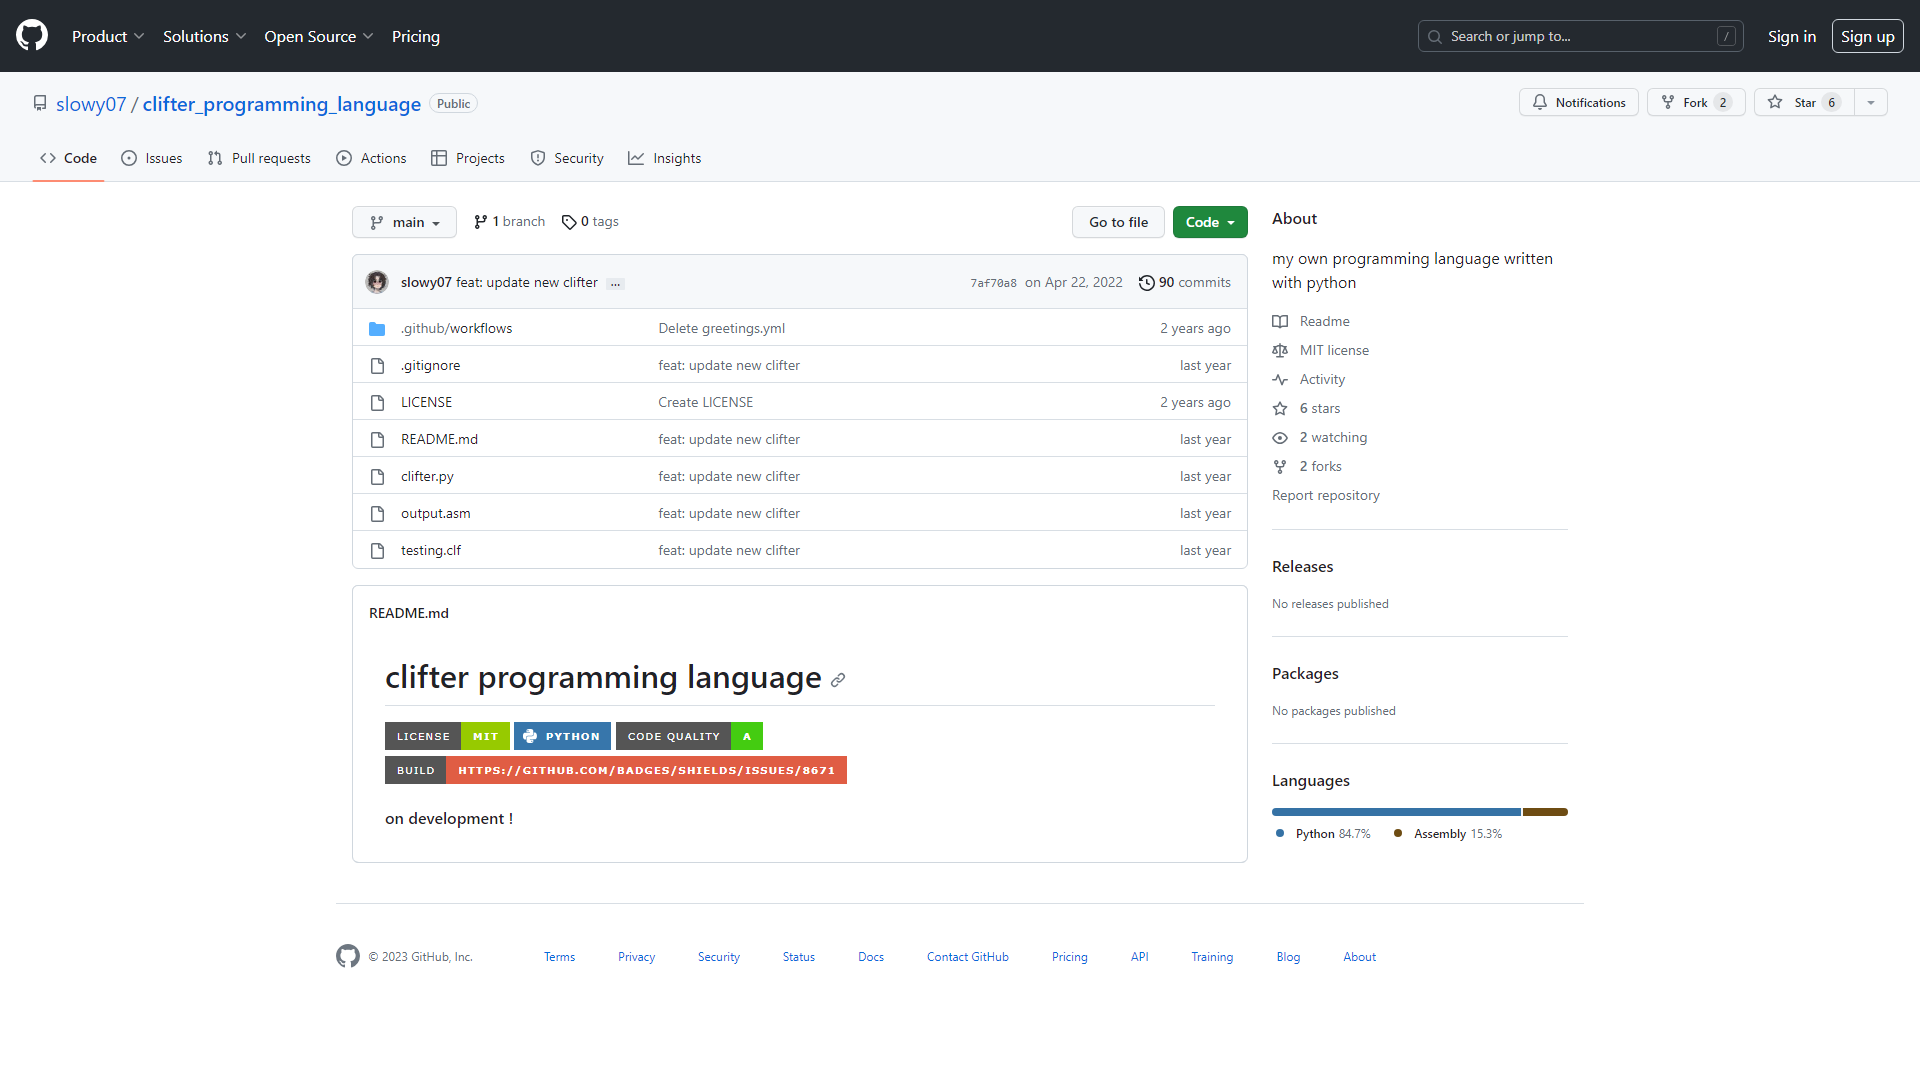 Product Solutions Open Source Pricing Search or jump to... / Sign in Sign up
slowy07 / clifter_programming_language Public Notifications Fork 2 Star 6
Code Issues Pull requests Actions Projects Security Insights
main 1 branch 0 tags Go to file Code
slowy07 feat: update new clifter ... 7af70a8 on Apr 22, 2022 90 commits
.github/workflows Delete greetings.yml 2 years ago
.gitignore feat: update new clifter last year
LICENSE Create LICENSE 2 years ago
README.md feat: update new clifter last year
clifter.py feat: update new clifter last year
output.asm feat: update new clifter last year
testing.clf feat: update new clifter last year
README.md
clifter programming language
LICENSE MIT PYTHON CODE QUALITY A
BUILD HTTPS://GITHUB.COM/BADGES/SHIELDS/ISSUES/8671
on development !
About
my own programming language written
with python
Readme
MIT license
Activity
6 stars
2 watching
2 forks
Report repository
Releases
No releases published
Packages
No packages published
Languages
Python 84.7% Assembly 15.3%
© 2023 GitHub, Inc. Terms Privacy Security Status Docs Contact GitHub Pricing API Training Blog About